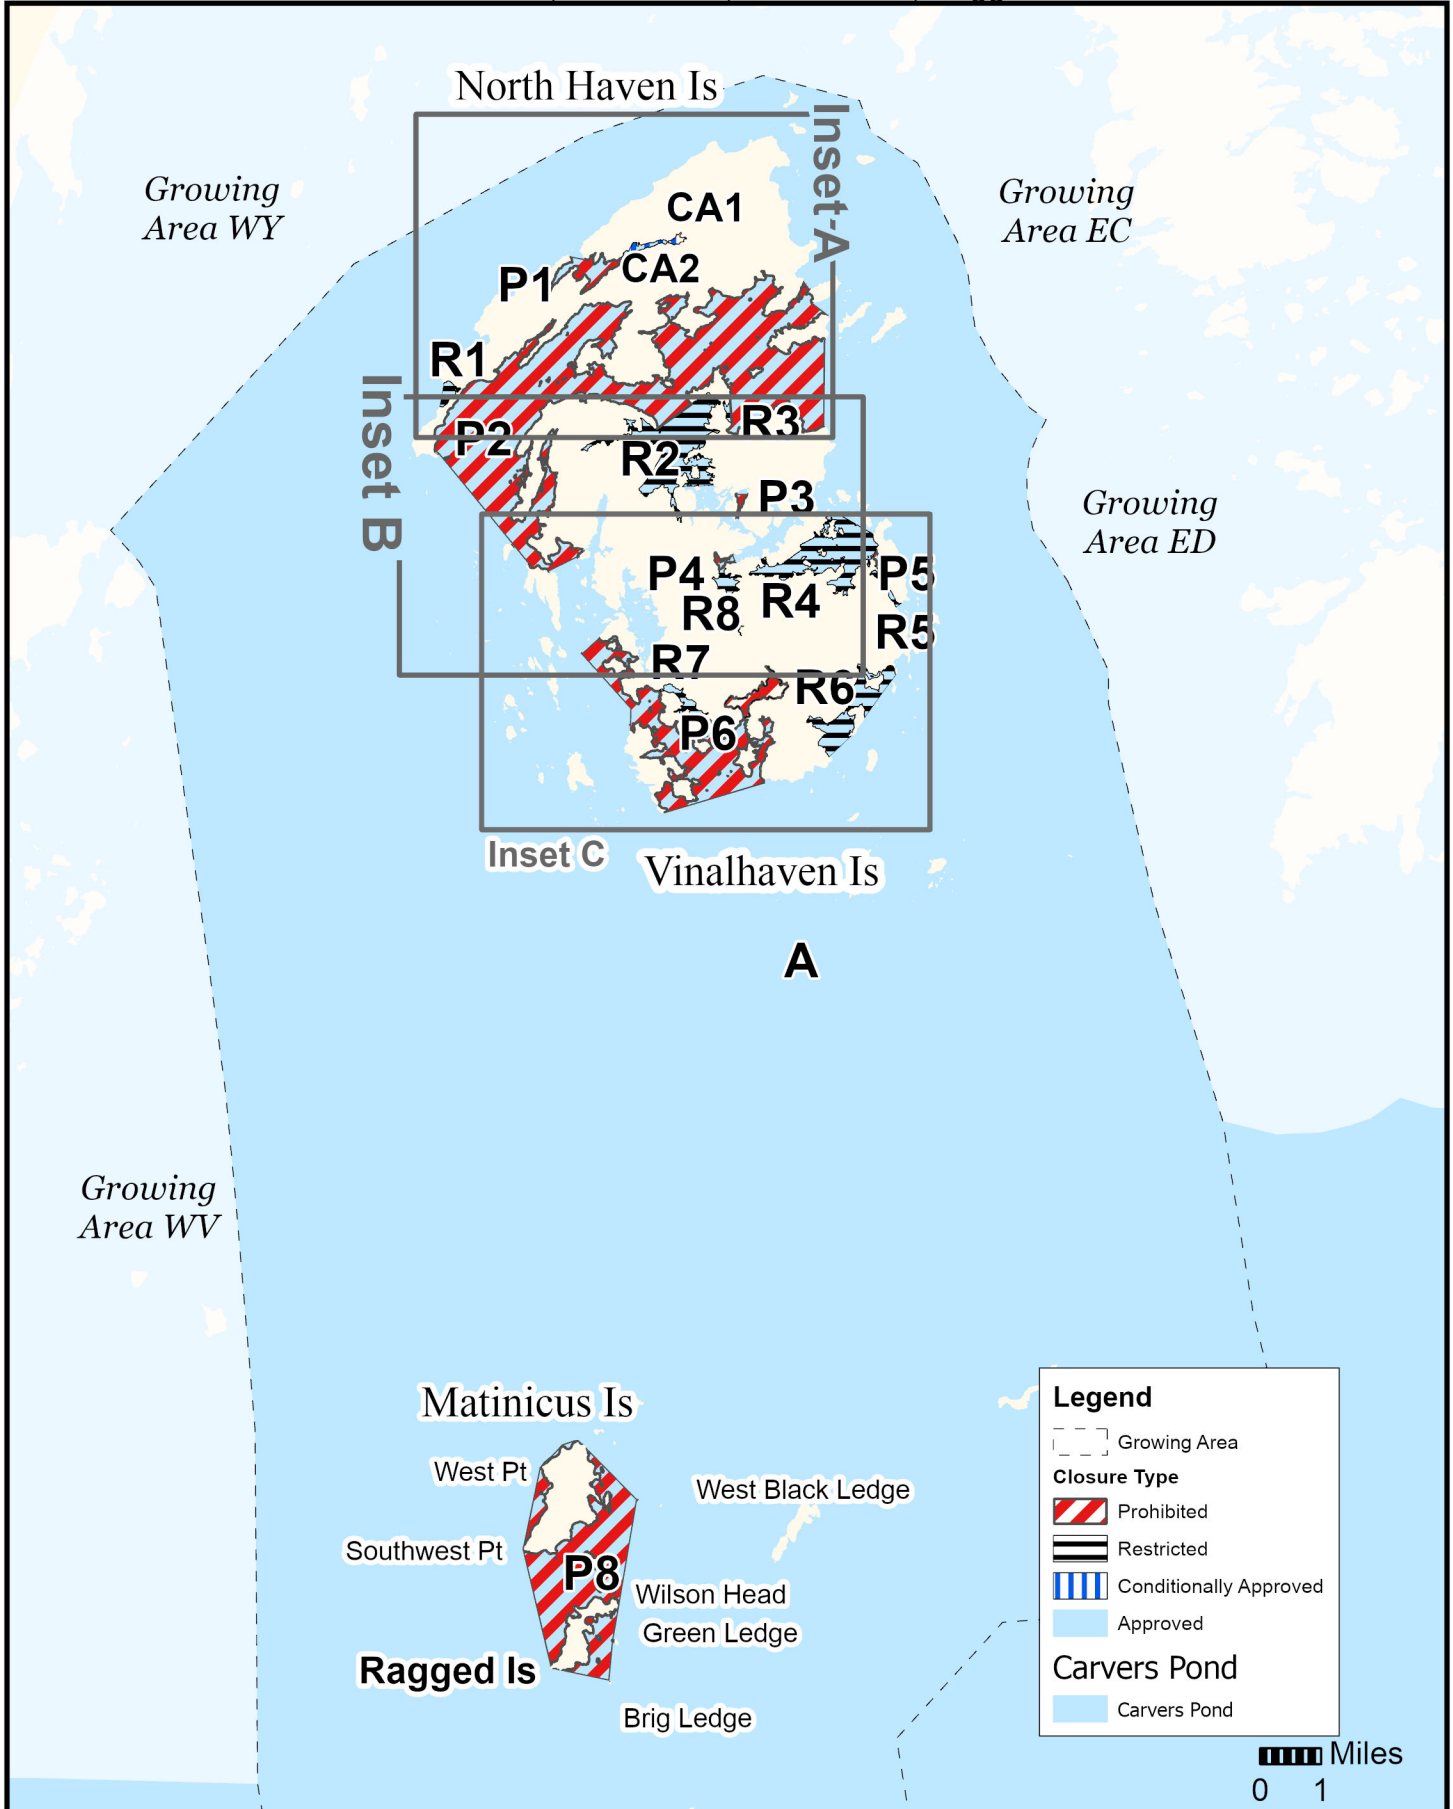 North Haven Is
Inset-A
Growing
Area WY
Growing
Area EC
CA1
CA2
P1
R1
Inset B
P2
R3
R2
P3
Growing
Area ED
P4
R8
R4
P5
R5
R7
R6
P6
Inset C
Vinalhaven Is
A
Growing
Area WV
Matinicus Is
West Pt
West Black Ledge
Southwest Pt
P8
Wilson Head
Green Ledge
Ragged Is
Brig Ledge
Legend
Growing Area
Closure Type
Prohibited
Restricted
Conditionally Approved
Approved
Carvers Pond
Carvers Pond
Miles
0 1